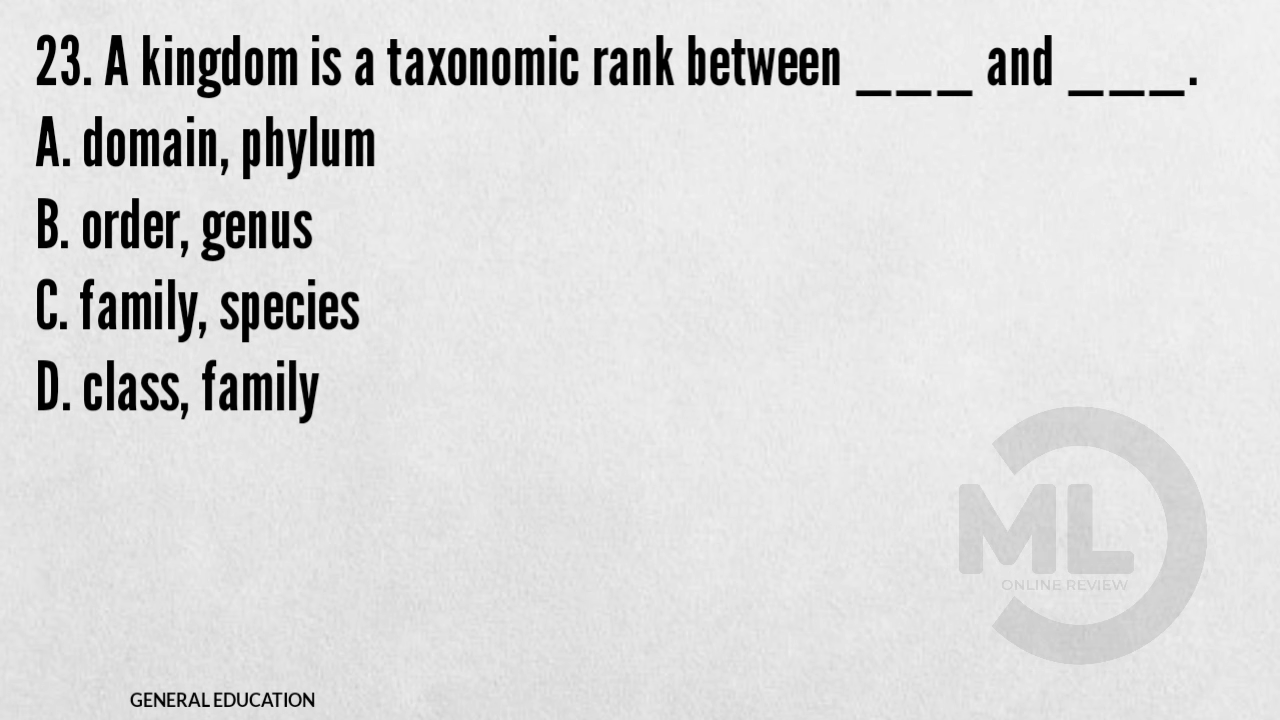 23. A kingdom is a taxonomic rank between ___ and ___.
A. domain, phylum
B. order, genus
C. family, species
D. class, family
ML
ONLINE REVIEW
GENERAL EDUCATION